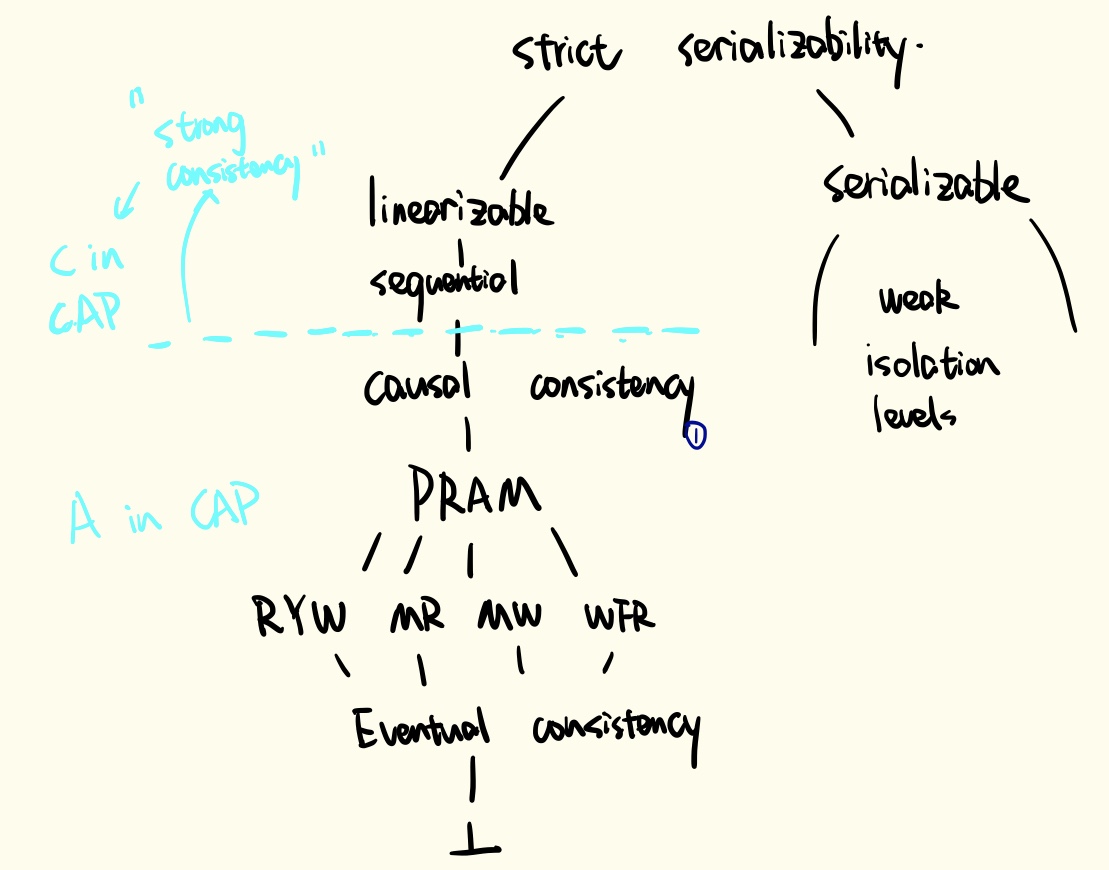 strict serializability.
"strong
consistency"
linearizable
serializable
C in
CAP
sequential
weak
isolation
levels
causal consistency
①
PRAM
A in CAP
RYW MR MW WFR
Eventual consistency
⊥